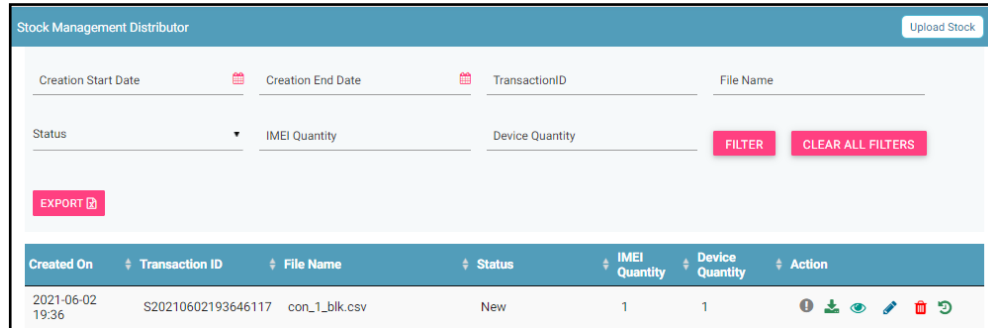 Stock Management Distributor Upload Stock
Creation Start Date Creation End Date TransactionID File Name
Status IMEI Quantity Device Quantity FILTER CLEAR ALL FILTERS
EXPORT
Created On Transaction ID File Name Status IMEI Quantity Device Quantity Action
2021-06-02 19:36 S20210602193646117 con_1_blk.csv New 1 1